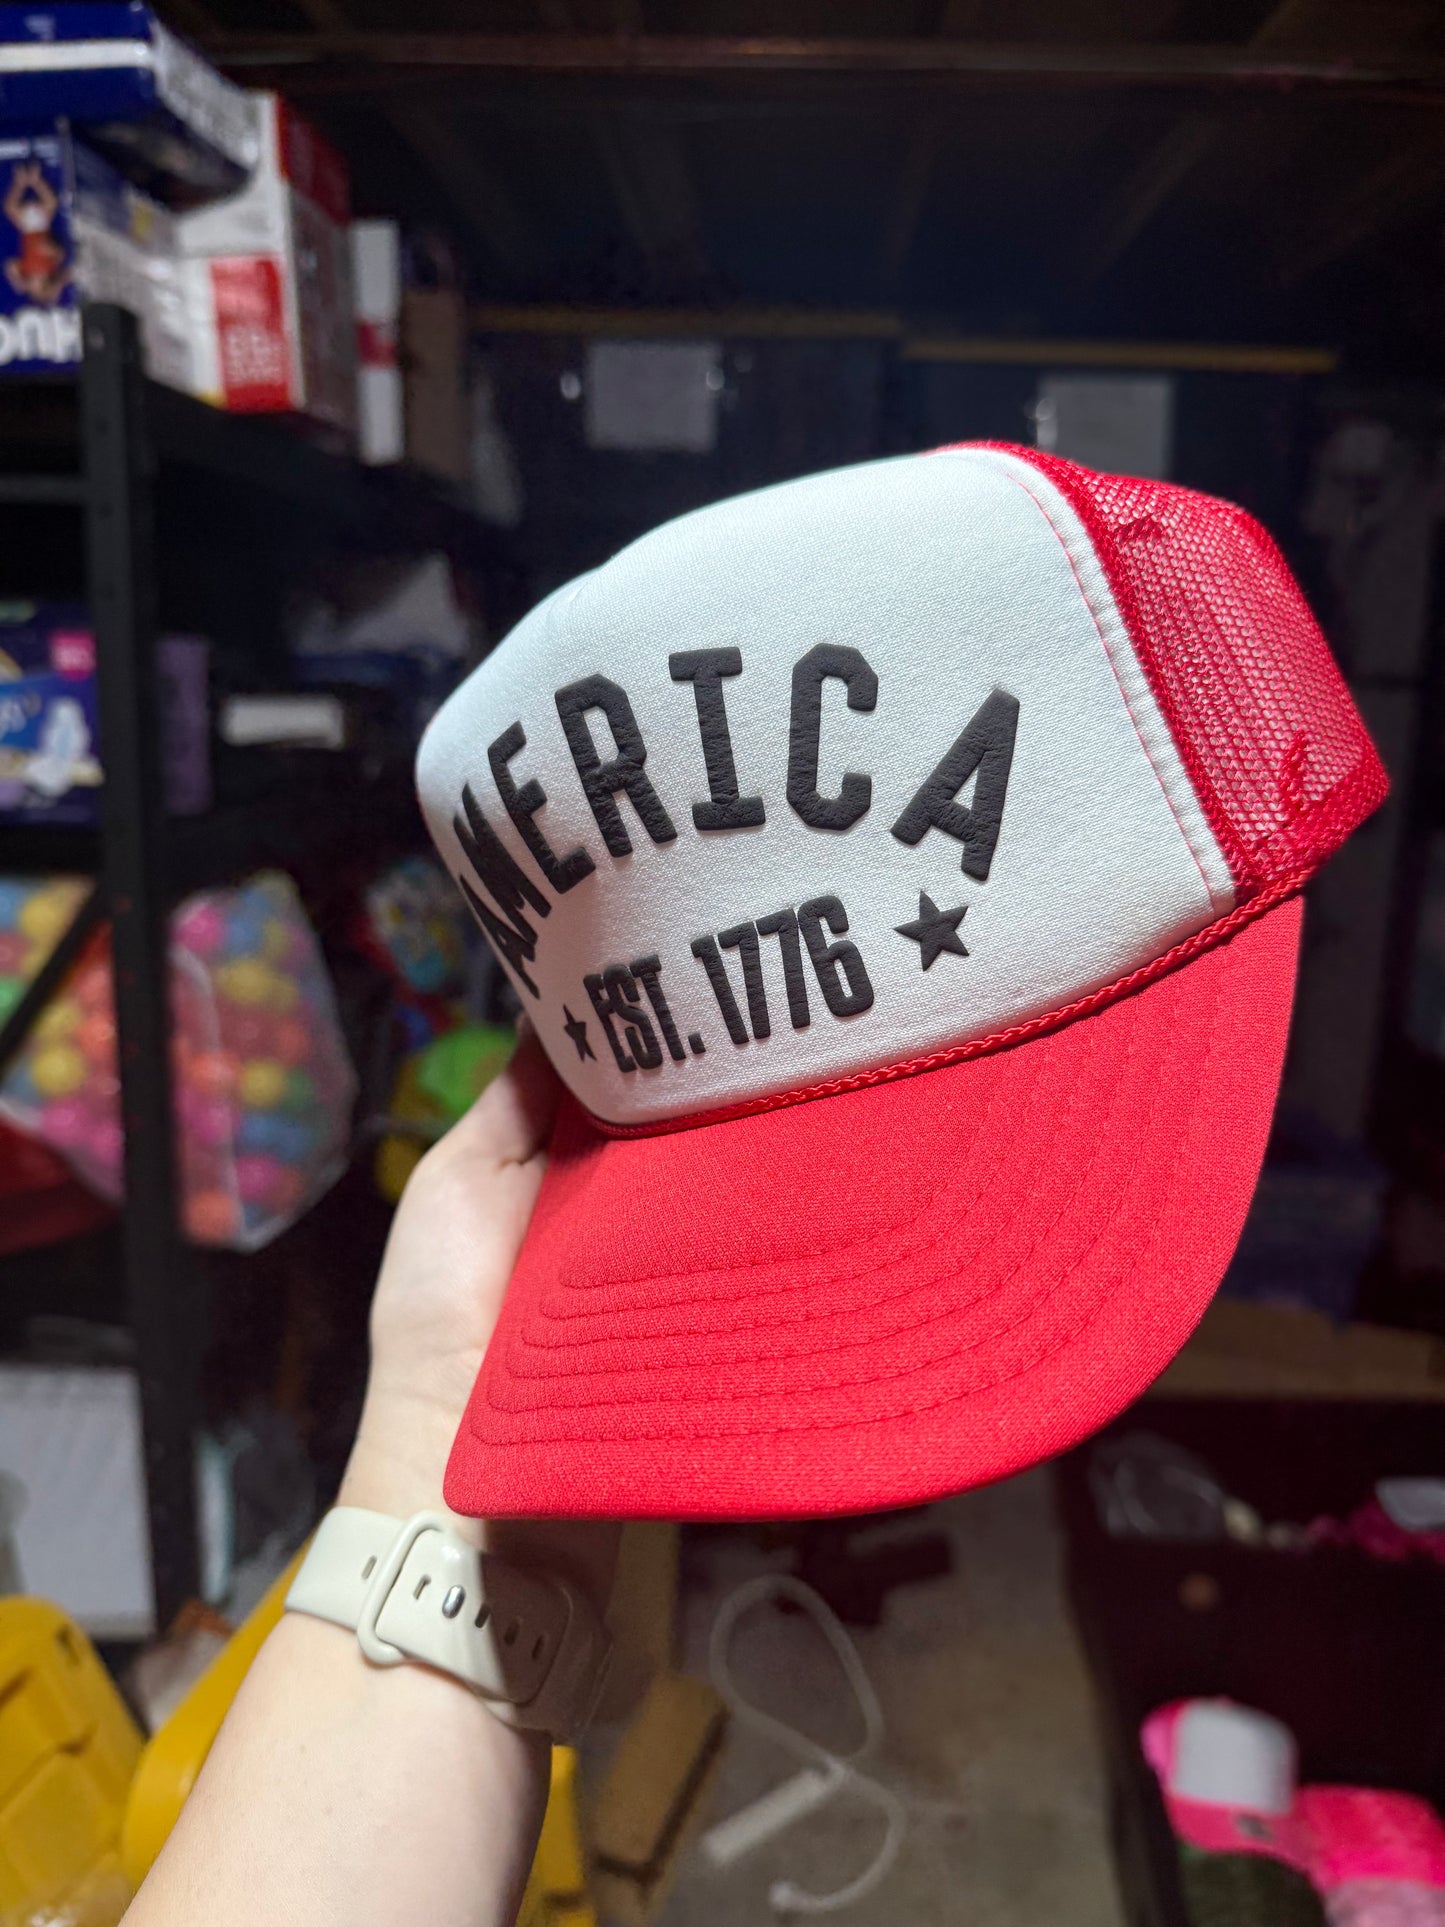 AMERICA
★ EST. 1776 ★